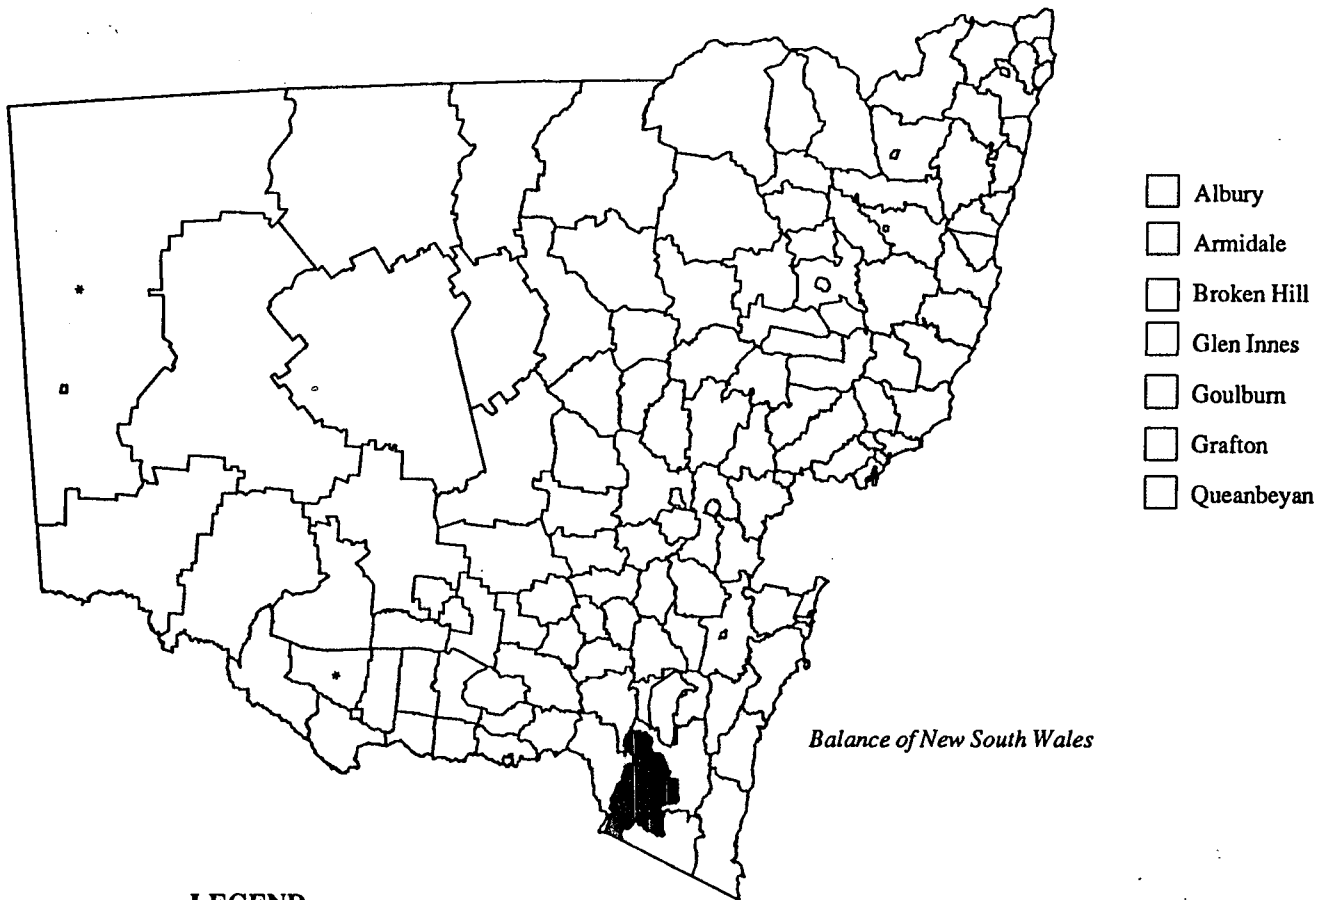 Albury
Armidale
Broken Hill
Glen Innes
Goulburn
Grafton
Queanbeyan
Balance of New South Wales
LEGEND